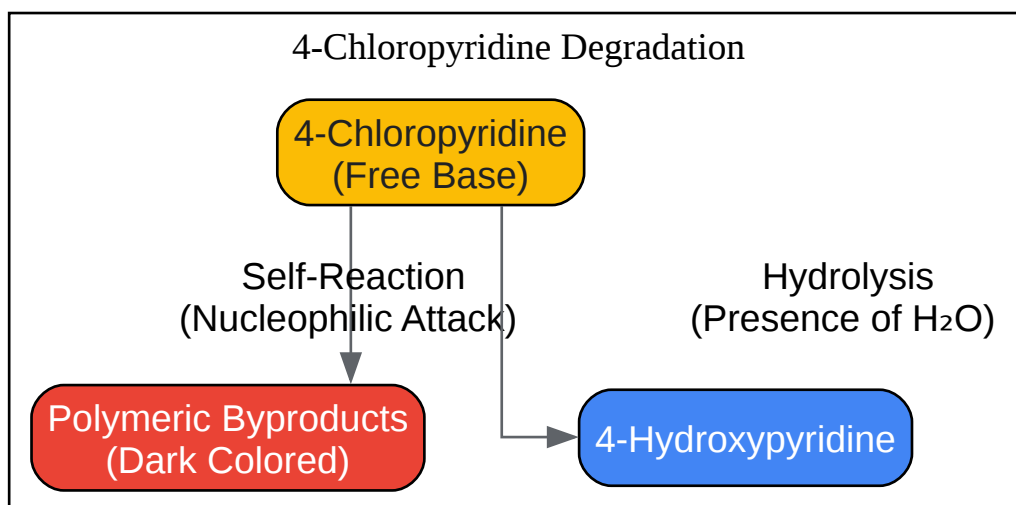 4-Chloropyridine Degradation
4-Chloropyridine
(Free Base)
Self-Reaction
(Nucleophilic Attack)
Hydrolysis
(Presence of H₂O)
Polymeric Byproducts
(Dark Colored)
4-Hydroxypyridine